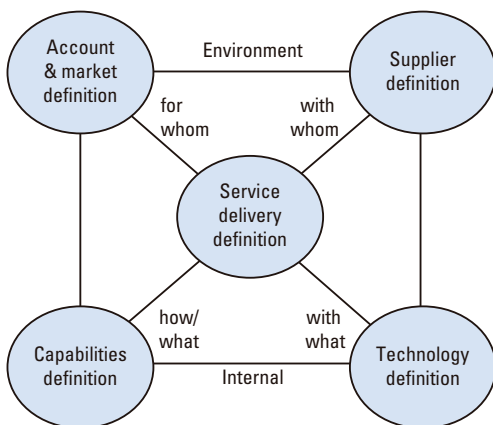 Account
& market
definition
Environment
Supplier
definition
for
whom
with
whom
Service
delivery
definition
how/
what
with
what
Capabilities
definition
Internal
Technology
definition